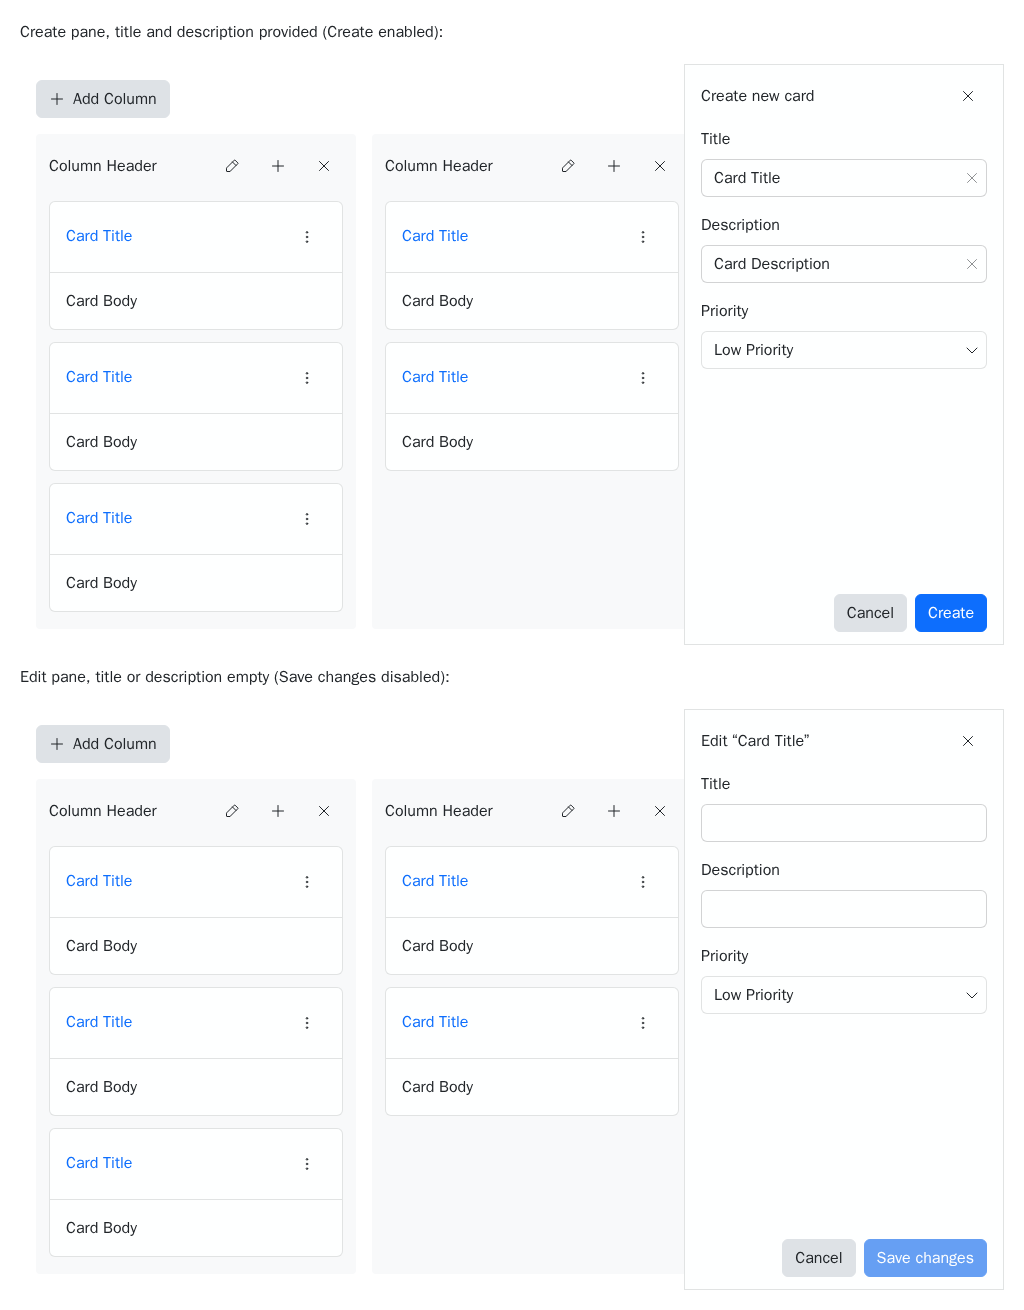 Create pane, title and description provided (Create enabled):
Add Column
Column Header
Card Title
Card Body
Card Title
Card Body
Card Title
Card Body
Column Header
Card Title
Card Body
Card Title
Card Body
Create new card
Title
Card Title
Description
Card Description
Priority
Low Priority
Cancel
Create
Edit pane, title or description empty (Save changes disabled):
Add Column
Column Header
Card Title
Card Body
Card Title
Card Body
Card Title
Card Body
Column Header
Card Title
Card Body
Card Title
Card Body
Edit “Card Title”
Title
Description
Priority
Low Priority
Cancel
Save changes